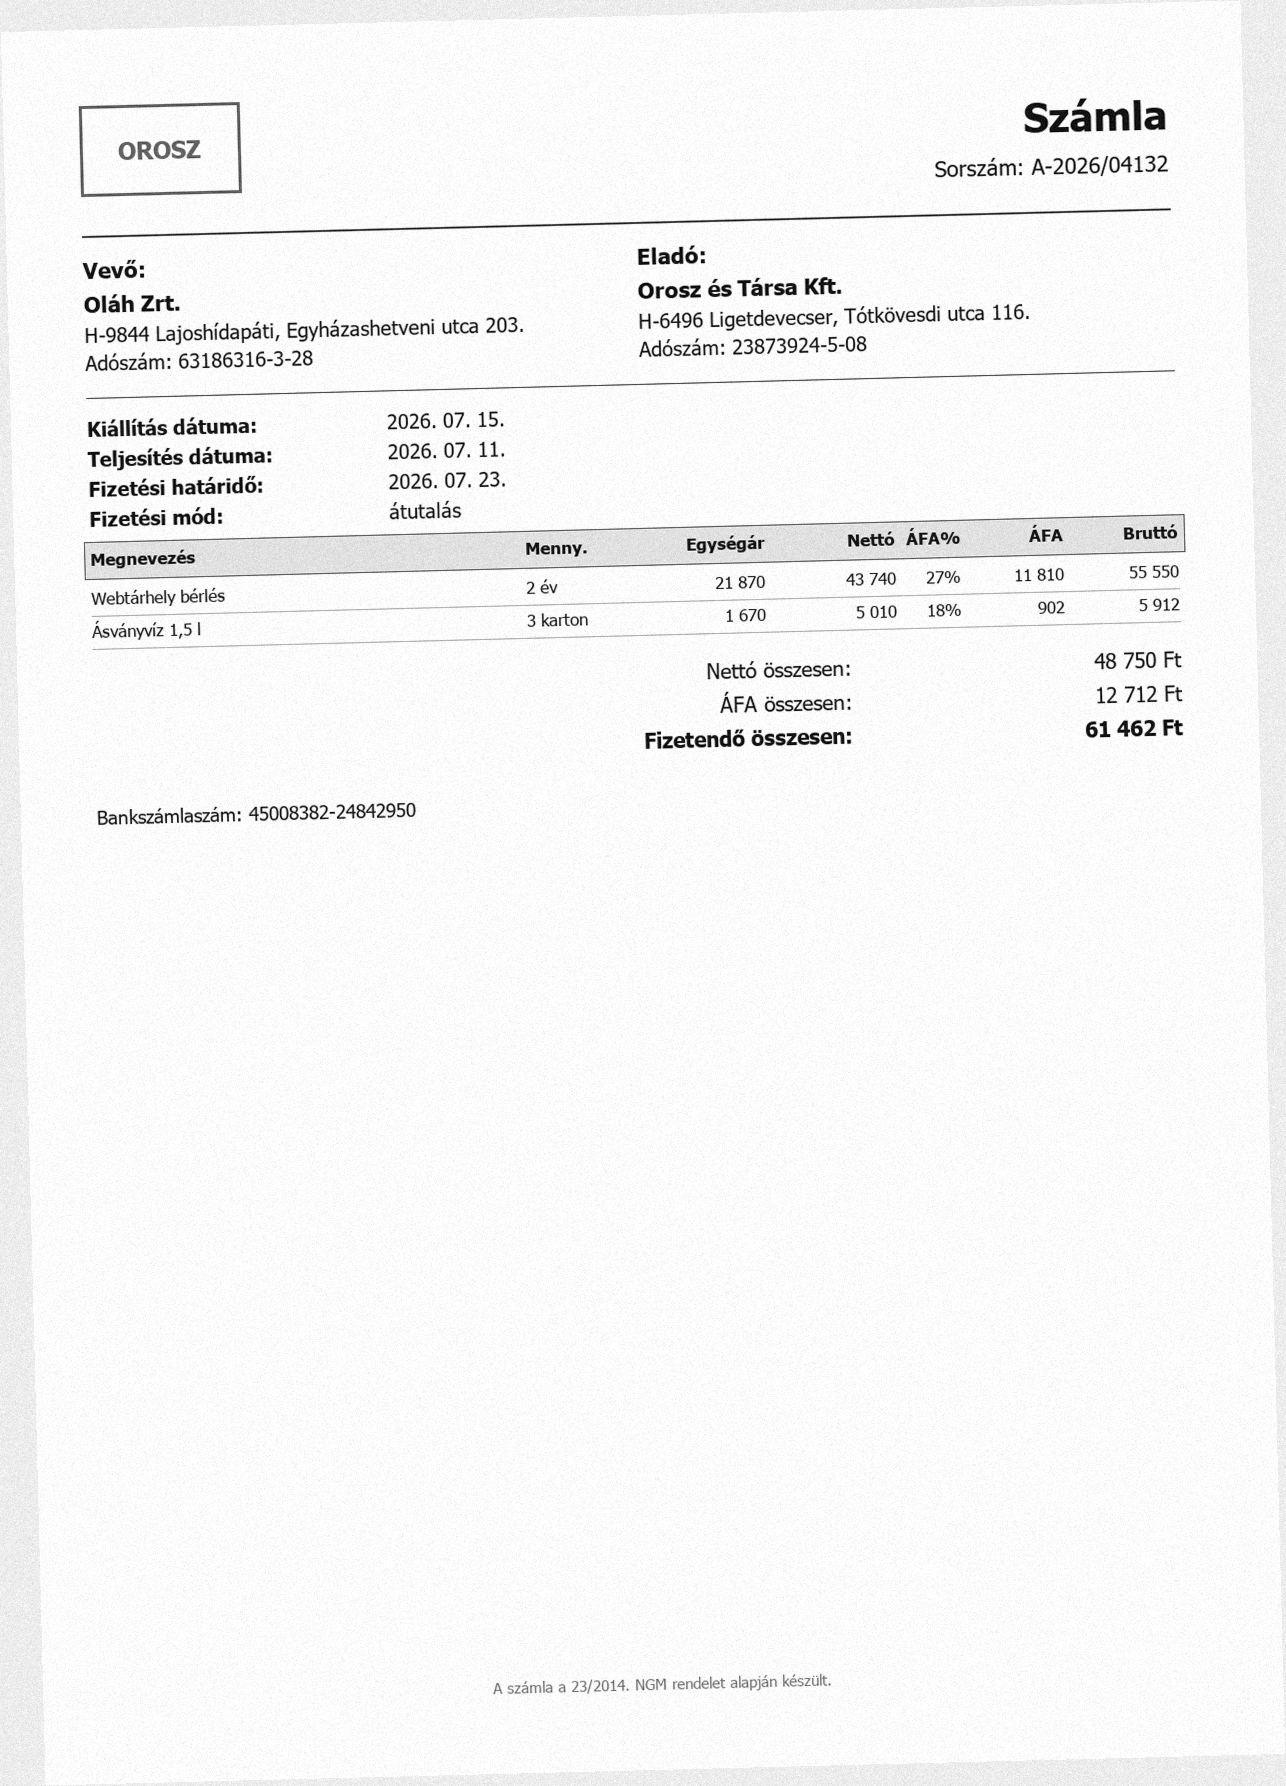 OROSZ
Számla
Sorszám: A-2026/04132
Vevő:
Oláh Zrt.
H-9844 Lajoshídapáti, Egyházashetveni utca 203.
Adószám: 63186316-3-28
Eladó:
Orosz és Társa Kft.
H-6496 Ligetdevecser, Tótkövesdi utca 116.
Adószám: 23873924-5-08
Kiállítás dátuma: 2026. 07. 15.
Teljesítés dátuma: 2026. 07. 11.
Fizetési határidő: 2026. 07. 23.
Fizetési mód: átutalás
Megnevezés Menny. Egységár Nettó ÁFA% ÁFA Bruttó
Webtárhely bérlés 2 év 21 870 43 740 27% 11 810 55 550
Ásványvíz 1,5 l 3 karton 1 670 5 010 18% 902 5 912
Nettó összesen: 48 750 Ft
ÁFA összesen: 12 712 Ft
Fizetendő összesen: 61 462 Ft
Bankszámlaszám: 45008382-24842950
A számla a 23/2014. NGM rendelet alapján készült.